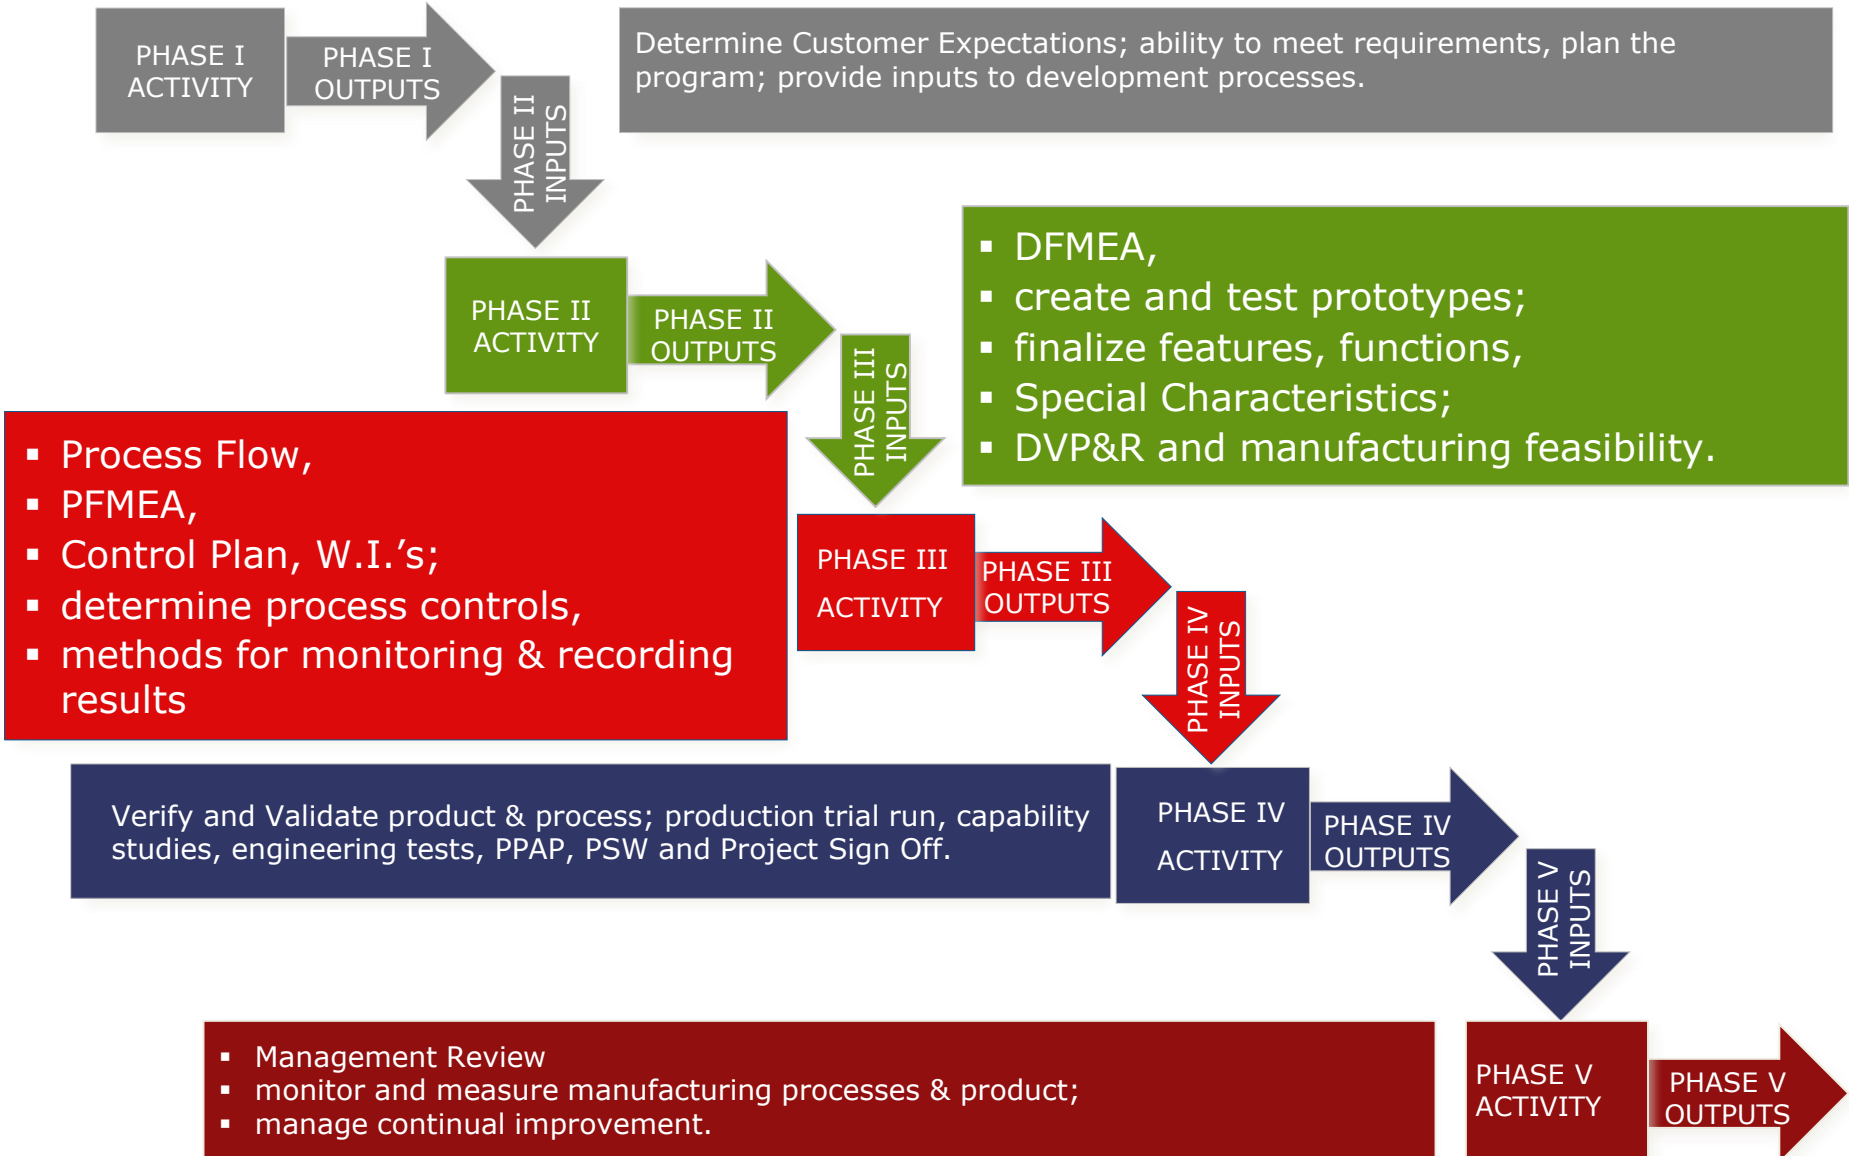 PHASE I
ACTIVITY
PHASE I
OUTPUTS
PHASE II
INPUTS
Determine Customer Expectations; ability to meet requirements, plan the
program; provide inputs to development processes.
PHASE II
ACTIVITY
PHASE II
OUTPUTS
PHASE III
INPUTS
▪ DFMEA,
▪ create and test prototypes;
▪ finalize features, functions,
▪ Special Characteristics;
▪ DVP&R and manufacturing feasibility.
▪ Process Flow,
▪ PFMEA,
▪ Control Plan, W.I.’s;
▪ determine process controls,
▪ methods for monitoring & recording
results
PHASE III
ACTIVITY
PHASE III
OUTPUTS
PHASE IV
INPUTS
Verify and Validate product & process; production trial run, capability
studies, engineering tests, PPAP, PSW and Project Sign Off.
PHASE IV
ACTIVITY
PHASE IV
OUTPUTS
PHASE V
INPUTS
▪ Management Review
▪ monitor and measure manufacturing processes & product;
▪ manage continual improvement.
PHASE V
ACTIVITY
PHASE V
OUTPUTS